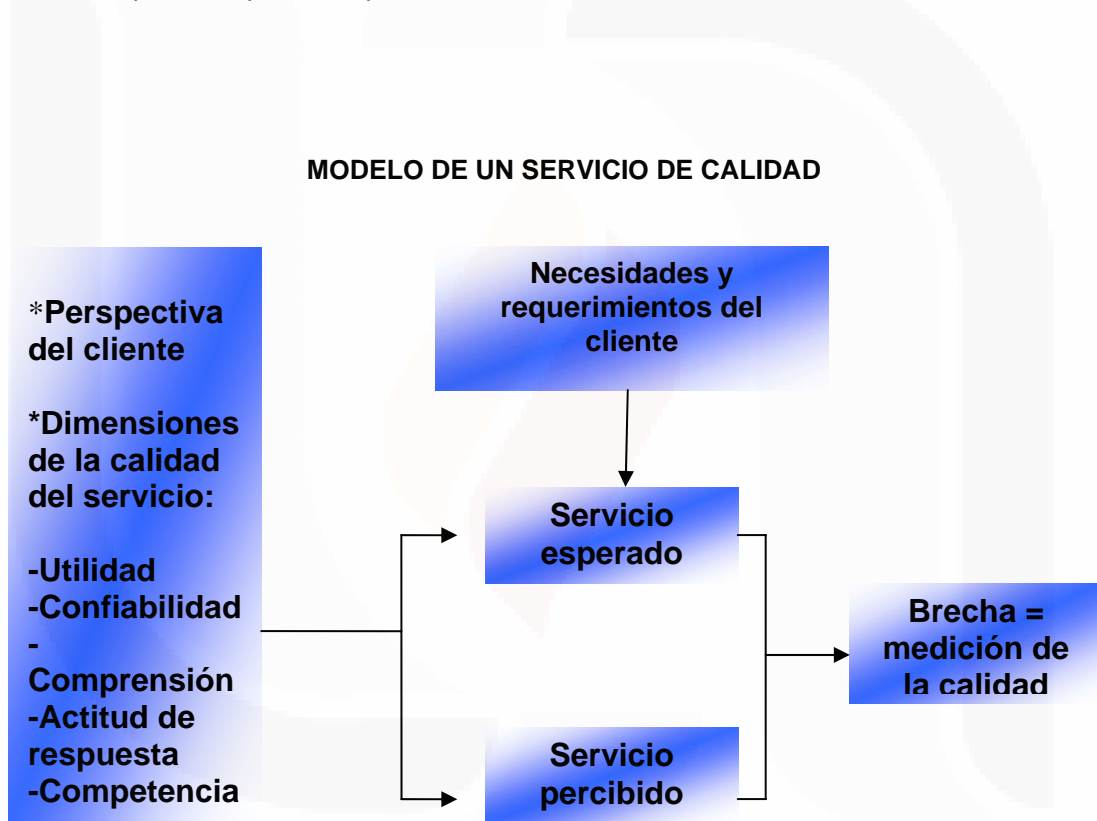 MODELO DE UN SERVICIO DE CALIDAD
*Perspectiva
del cliente
*Dimensiones
de la calidad
del servicio:
-Utilidad
-Confiabilidad
-
Comprensión
-Actitud de
respuesta
-Competencia
Necesidades y
requerimientos del
cliente
Servicio
esperado
Servicio
percibido
Brecha =
medición de
la calidad